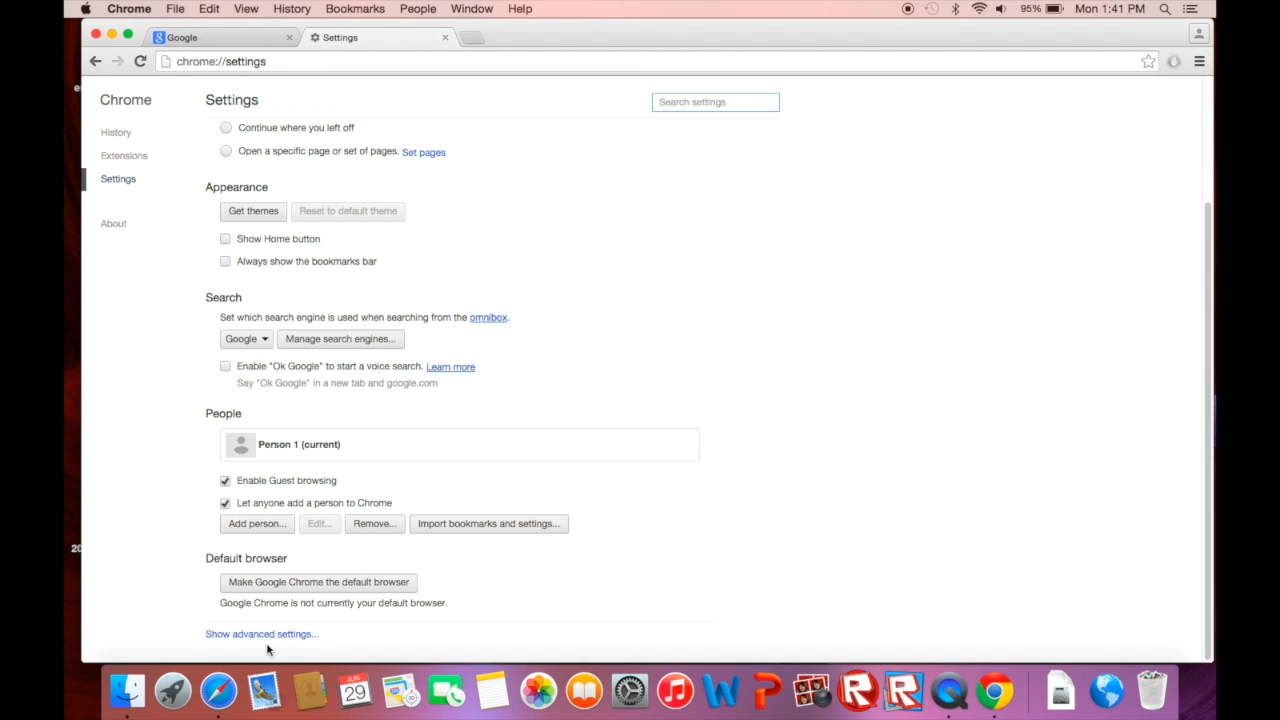 Chrome File Edit View History Bookmarks People Window Help 95% Mon 1:41 PM
Google Settings
chrome://settings
Chrome Settings Search settings
Continue where you left off
History
Open a specific page or set of pages. Set pages
Extensions
Settings
Appearance
Get themes Reset to default theme
About
Show Home button
Always show the bookmarks bar
Search
Set which search engine is used when searching from the omnibox.
Google Manage search engines...
Enable "Ok Google" to start a voice search. Learn more
Say "Ok Google" in a new tab and google.com
People
Person 1 (current)
Enable Guest browsing
Let anyone add a person to Chrome
Add person... Edit... Remove... Import bookmarks and settings...
Default browser
Make Google Chrome the default browser
Google Chrome is not currently your default browser.
Show advanced settings...
JUN
29